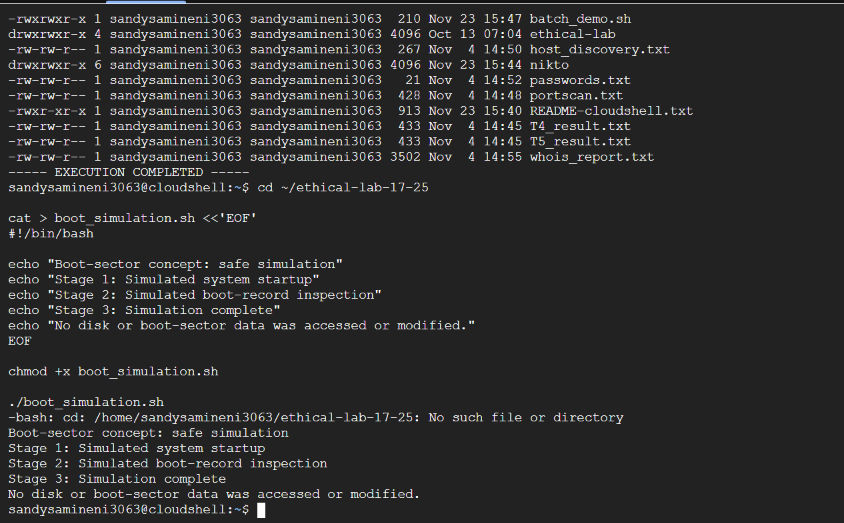 -rwxrwxr-x 1 sandysamineni3063 sandysamineni3063  210 Nov 23 15:47 batch_demo.sh
drwxrwxr-x 4 sandysamineni3063 sandysamineni3063 4096 Oct 13 07:04 ethical-lab
-rw-rw-r-- 1 sandysamineni3063 sandysamineni3063  267 Nov  4 14:50 host_discovery.txt
drwxrwxr-x 6 sandysamineni3063 sandysamineni3063 4096 Nov 23 15:44 nikto
-rw-rw-r-- 1 sandysamineni3063 sandysamineni3063   21 Nov  4 14:52 passwords.txt
-rw-rw-r-- 1 sandysamineni3063 sandysamineni3063  428 Nov  4 14:48 portscan.txt
-rwxr-xr-x 1 sandysamineni3063 sandysamineni3063  913 Nov 23 15:40 README-cloudshell.txt
-rw-rw-r-- 1 sandysamineni3063 sandysamineni3063  433 Nov  4 14:45 T4_result.txt
-rw-rw-r-- 1 sandysamineni3063 sandysamineni3063  433 Nov  4 14:45 T5_result.txt
-rw-rw-r-- 1 sandysamineni3063 sandysamineni3063 3502 Nov  4 14:55 whois_report.txt
----- EXECUTION COMPLETED -----
sandysamineni3063@cloudshell:~$ cd ~/ethical-lab-17-25

cat > boot_simulation.sh <<'EOF'
#!/bin/bash

echo "Boot-sector concept: safe simulation"
echo "Stage 1: Simulated system startup"
echo "Stage 2: Simulated boot-record inspection"
echo "Stage 3: Simulation complete"
echo "No disk or boot-sector data was accessed or modified."
EOF

chmod +x boot_simulation.sh

./boot_simulation.sh
-bash: cd: /home/sandysamineni3063/ethical-lab-17-25: No such file or directory
Boot-sector concept: safe simulation
Stage 1: Simulated system startup
Stage 2: Simulated boot-record inspection
Stage 3: Simulation complete
No disk or boot-sector data was accessed or modified.
sandysamineni3063@cloudshell:~$